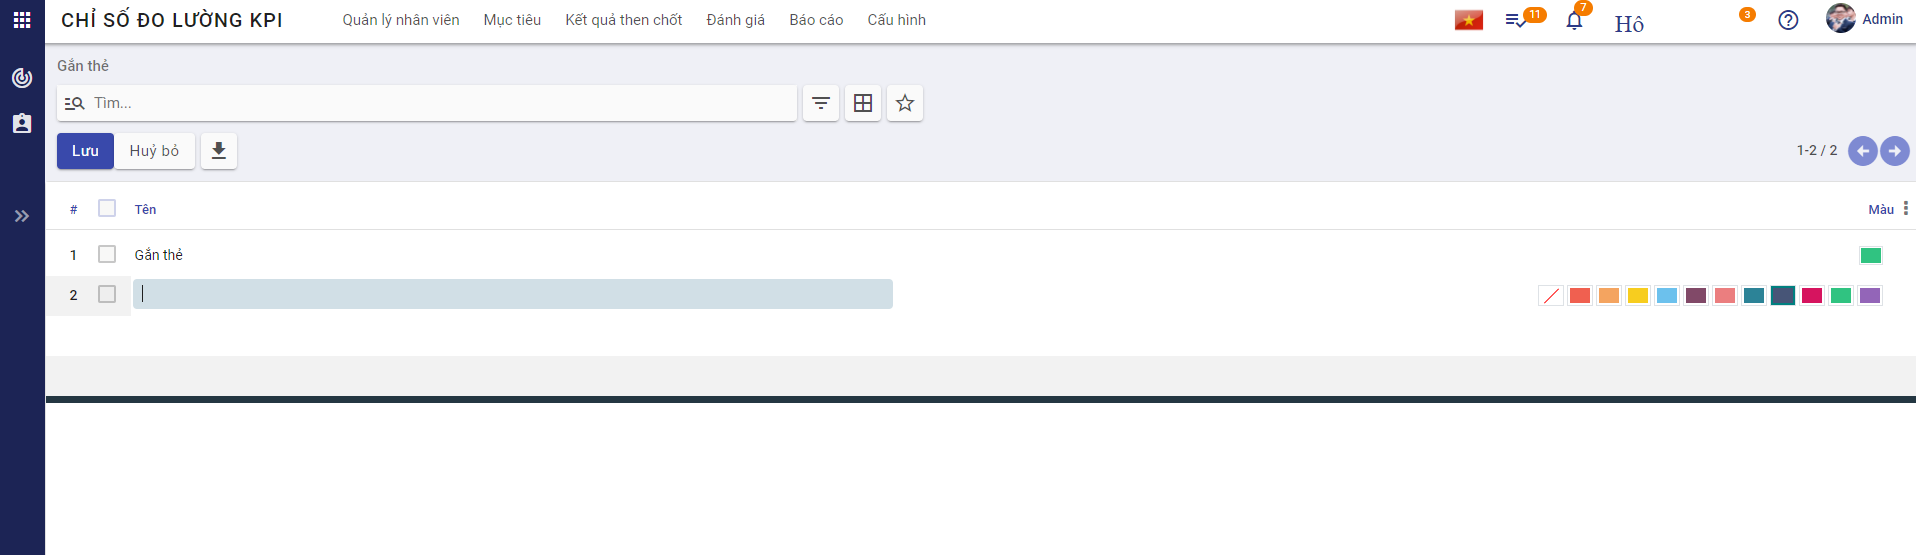 CHỈ SỐ ĐO LƯỜNG KPI Quản lý nhân viên Mục tiêu Kết quả then chốt Đánh giá Báo cáo Cấu hình 11 7 Hô 3 Admin
Gắn thẻ
Tìm...
Lưu Huỷ bỏ 1-2 / 2
# Tên Màu
1 Gắn thẻ
2